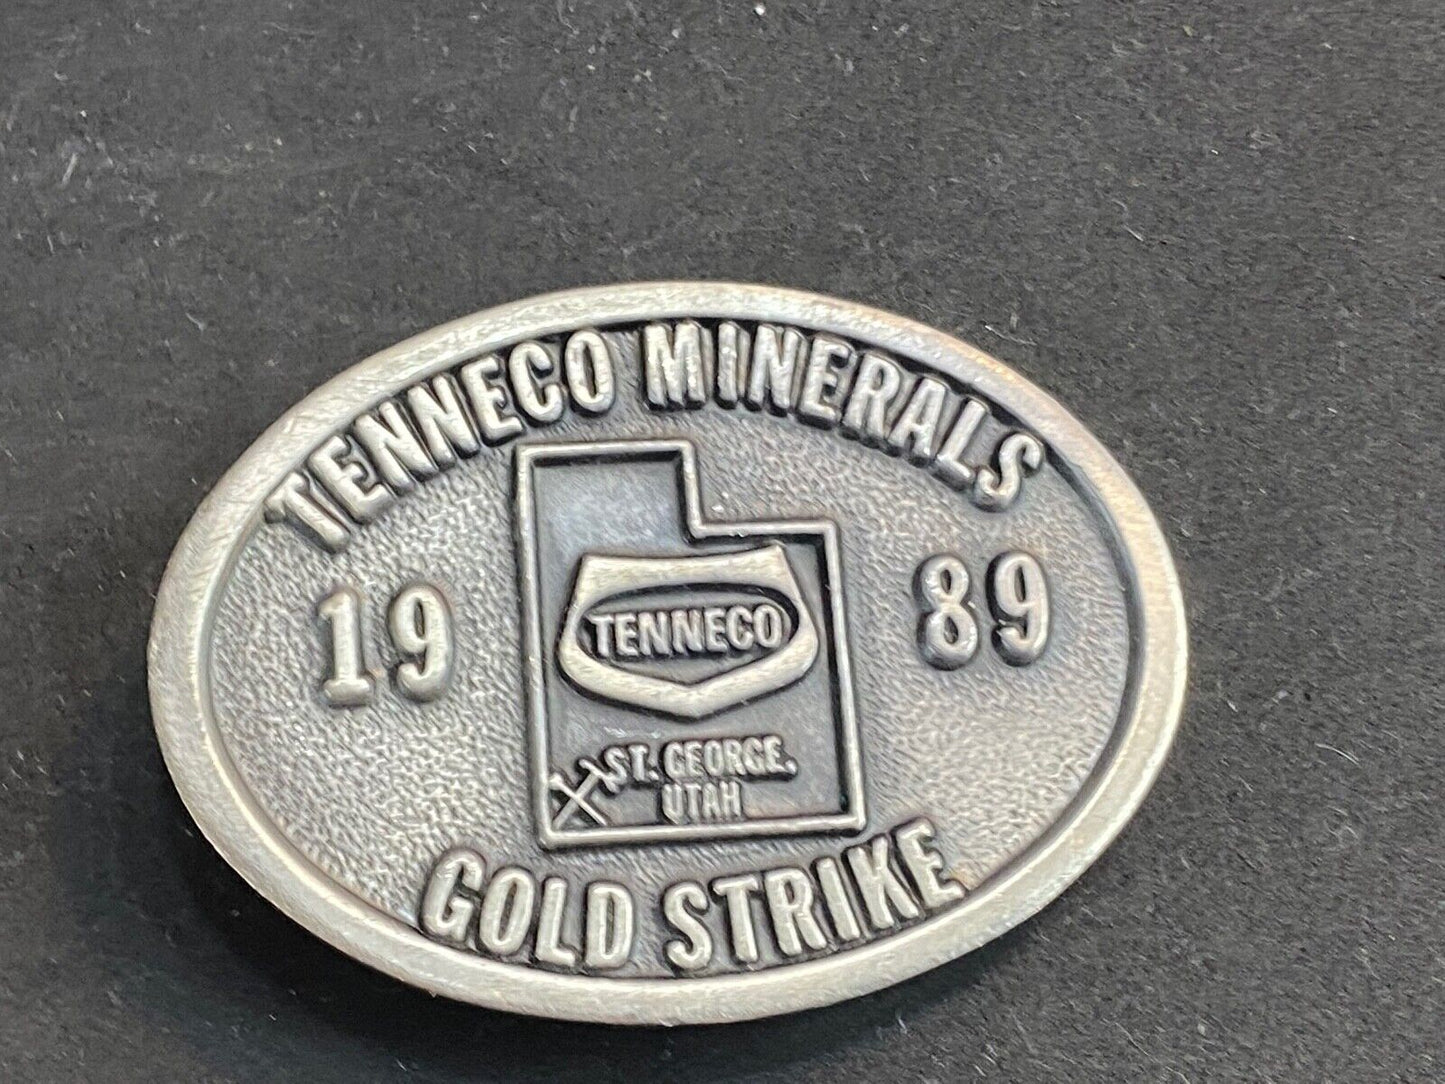 TENNECO MINERALS
19 89
TENNECO
ST. GEORGE,
UTAH
GOLD STRIKE